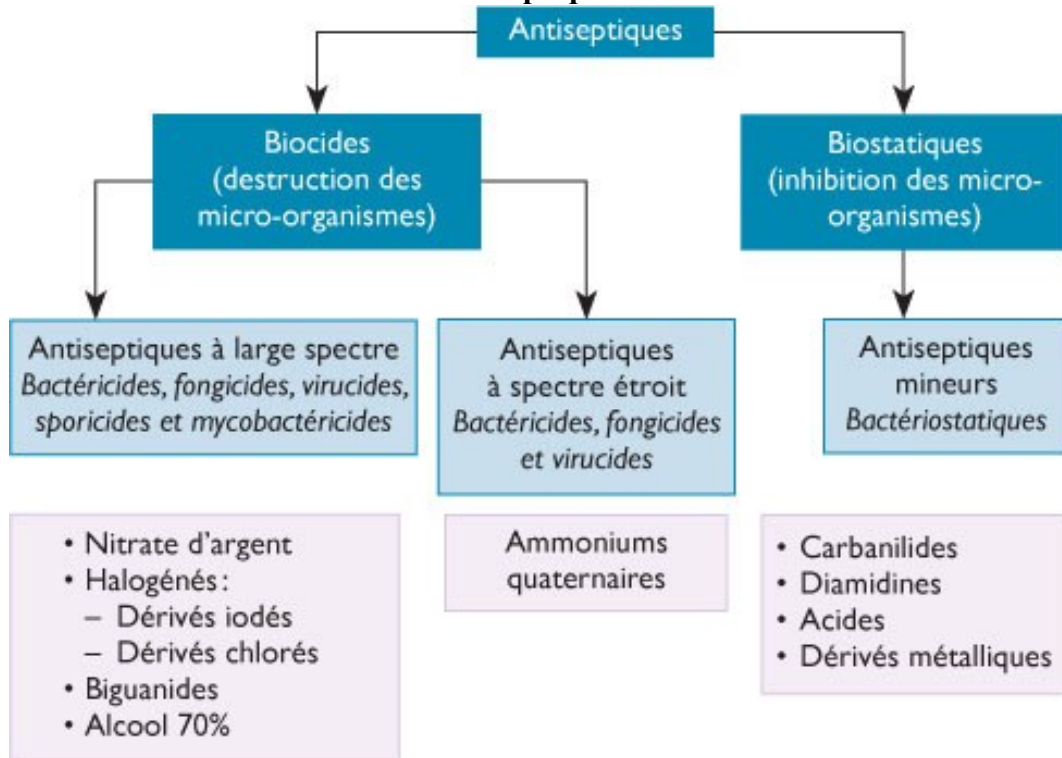 Antiseptiques
Biocides
(destruction des
micro-organismes)
Biostatiques
(inhibition des micro-
organismes)
Antiseptiques à large spectre
Bactéricides, fongicides, virucides,
sporicides et mycobactéricides
Antiseptiques
à spectre étroit
Bactéricides, fongicides
et virucides
Antiseptiques
mineurs
Bactériostatiques
• Nitrate d'argent
• Halogénés :
– Dérivés iodés
– Dérivés chlorés
• Biguanides
• Alcool 70%
Ammoniums
quaternaires
• Carbanilides
• Diamidines
• Acides
• Dérivés métalliques